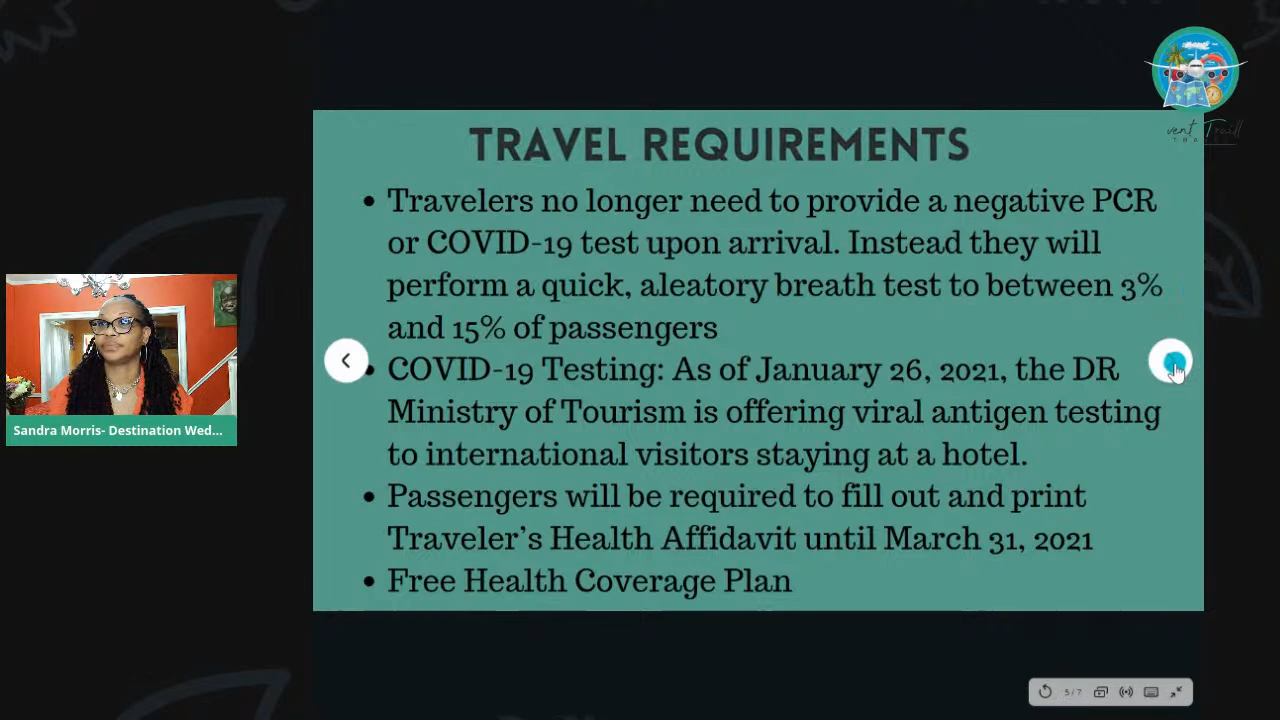 TRAVEL REQUIREMENTS
• Travelers no longer need to provide a negative PCR
or COVID-19 test upon arrival. Instead they will
perform a quick, aleatory breath test to between 3%
and 15% of passengers
• COVID-19 Testing: As of January 26, 2021, the DR
Ministry of Tourism is offering viral antigen testing
to international visitors staying at a hotel.
• Passengers will be required to fill out and print
Traveler’s Health Affidavit until March 31, 2021
• Free Health Coverage Plan
Sandra Morris- Destination Wed...
5/7